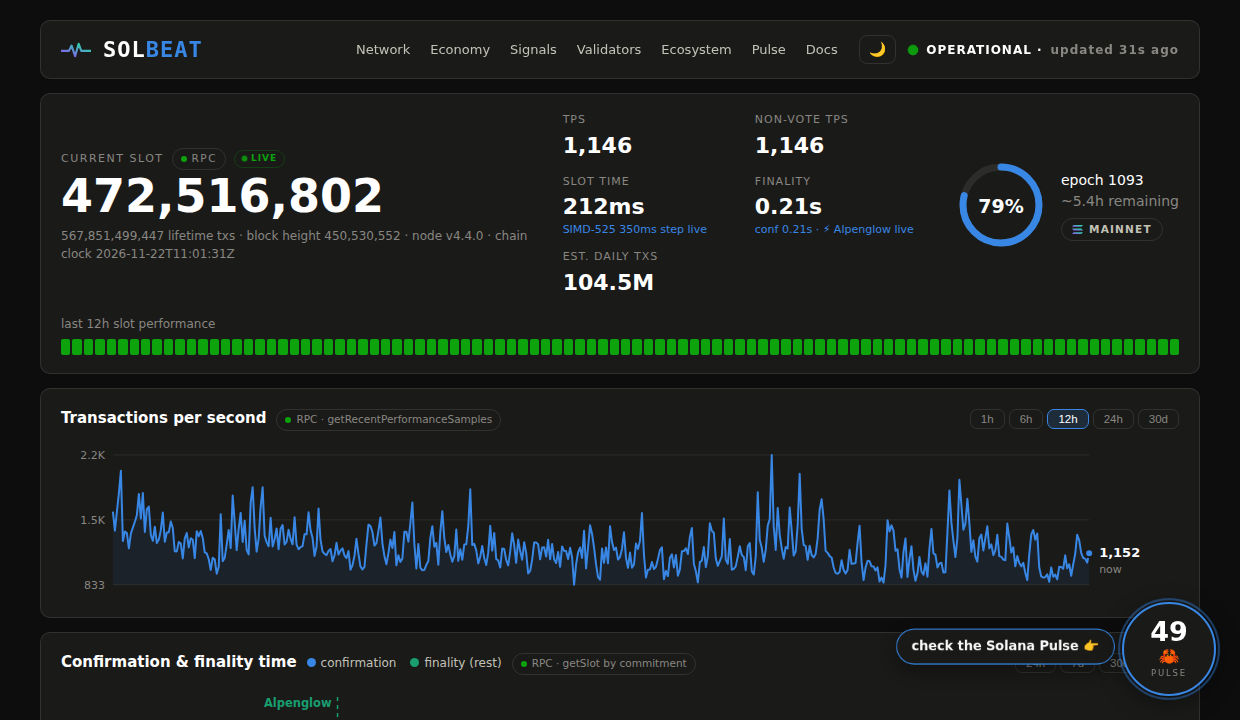 SOLBEAT
Network Economy Signals Validators Ecosystem Pulse Docs
OPERATIONAL · updated 31s ago
CURRENT SLOT RPC LIVE
472,516,802
567,851,499,447 lifetime txs · block height 450,530,552 · node v4.4.0 · chain
clock 2026-11-22T11:01:31Z
TPS
1,146
NON-VOTE TPS
1,146
SLOT TIME
212ms
SIMD-525 350ms step live
FINALITY
0.21s
conf 0.21s · ⚡ Alpenglow live
EST. DAILY TXS
104.5M
79%
epoch 1093
~5.4h remaining
MAINNET
last 12h slot performance
Transactions per second RPC · getRecentPerformanceSamples
1h 6h 12h 24h 30d
2.2K
1.5K
833
1,152
now
Confirmation & finality time confirmation finality (rest) RPC · getSlot by commitment
check the Solana Pulse 👉
49
PULSE
Alpenglow